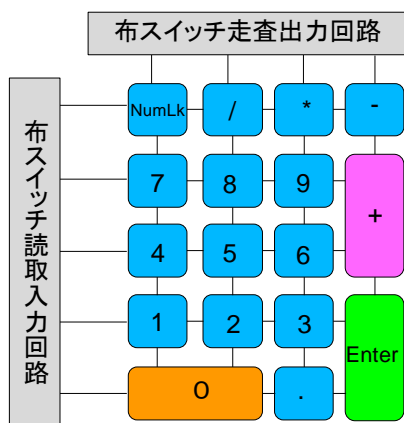 布スイッチ走査出力回路
布スイッチ読取入力回路
NumLk / * -
7 8 9 +
4 5 6
1 2 3 Enter
0 .